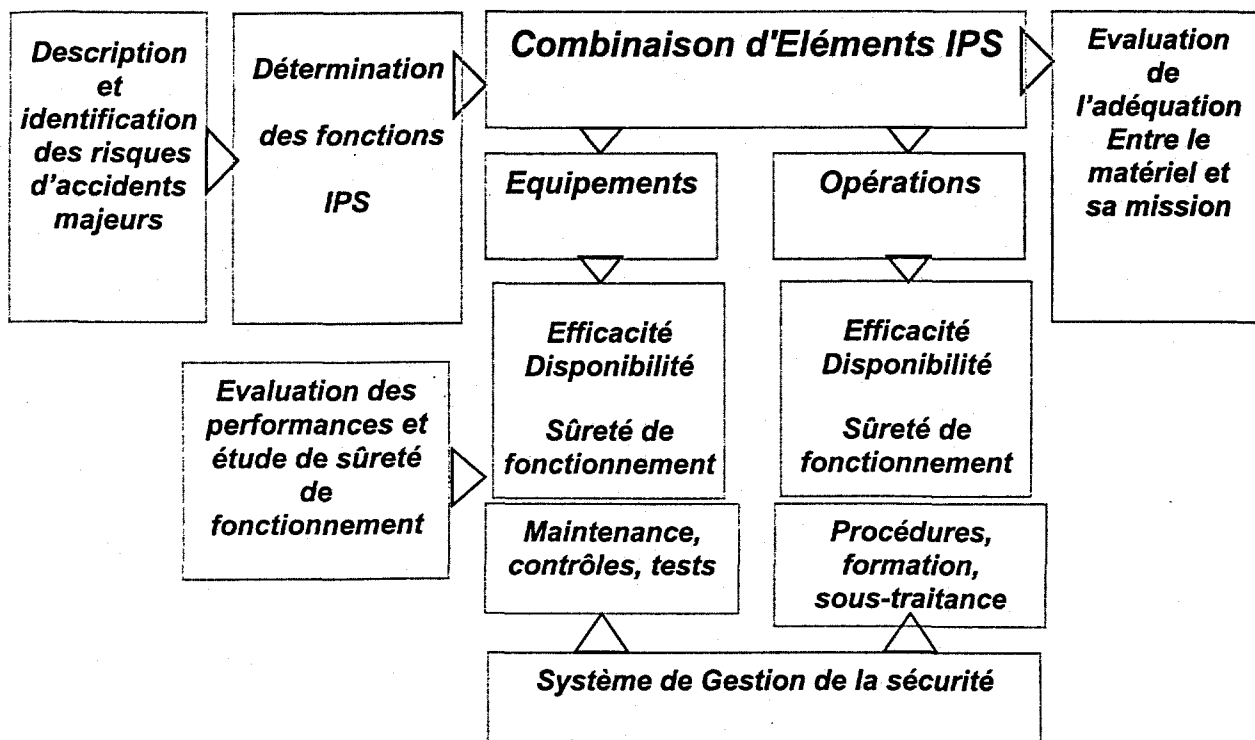 Description
et
identification
des risques
d'accidents
majeurs
Détermination
des fonctions
IPS
Combinaison d'Eléments IPS
Evaluation
de
l'adéquation
Entre le
matériel et
sa mission
Equipements
Opérations
Efficacité
Disponibilité
Sûreté de
fonctionnement
Efficacité
Disponibilité
Sûreté de
fonctionnement
Evaluation des
performances et
étude de sûreté
de
fonctionnement
Maintenance,
contrôles, tests
Procédures,
formation,
sous-traitance
Système de Gestion de la sécurité